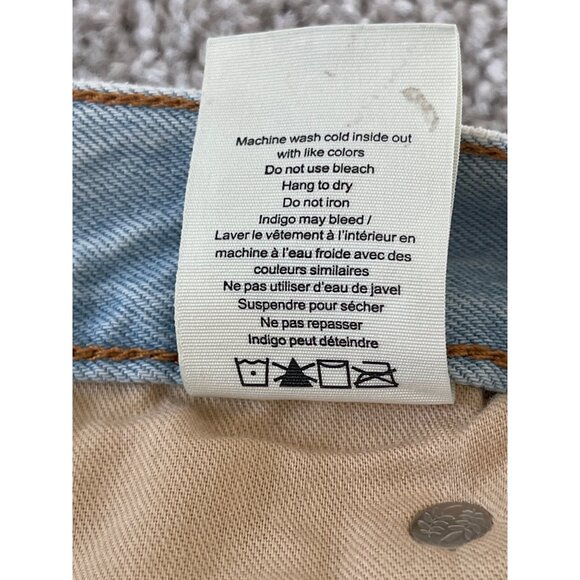 Machine wash cold inside out
with like colors
Do not use bleach
Hang to dry
Do not iron
Indigo may bleed /
Laver le vêtement à l'intérieur en
machine à l'eau froide avec des
couleurs similaires
Ne pas utiliser d'eau de javel
Suspendre pour sécher
Ne pas repasser
Indigo peut déteindre